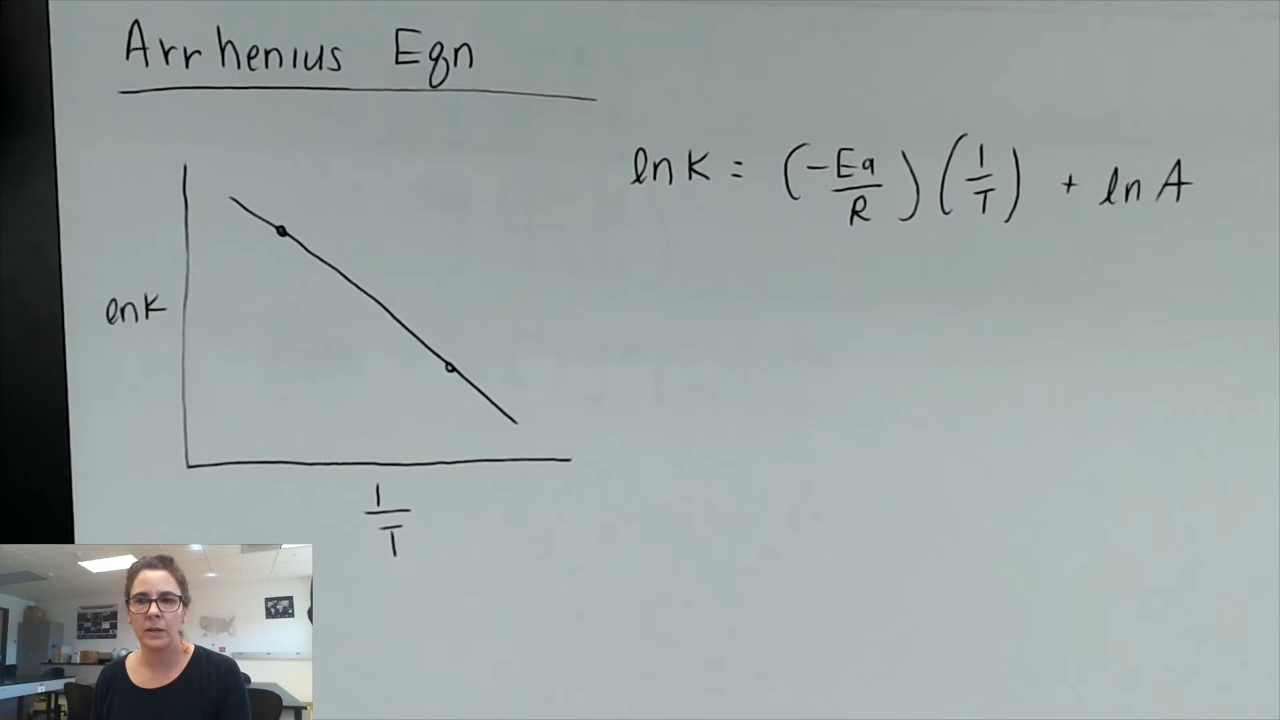 Arrhenius Eqn
ln K = (-Ea/R)(1/T) + ln A
ln K
1/T